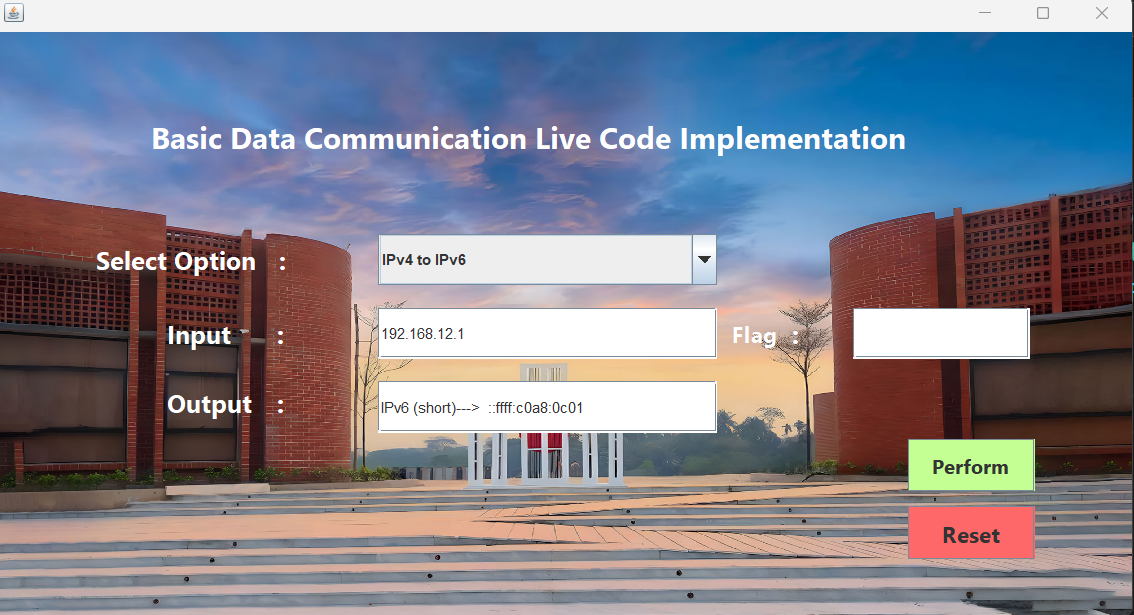 Basic Data Communication Live Code Implementation
Select Option :
IPv4 to IPv6
Input :
192.168.12.1
Flag :
Output :
IPv6 (short)---> ::ffff:c0a8:0c01
Perform
Reset